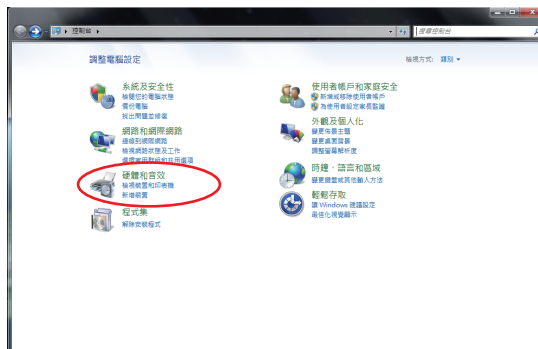 控制台
搜尋控制台
調整電腦設定
檢視方式: 類別
系統及安全性
檢閱您的電腦狀態
備份電腦
找出問題並修復
網路和網際網路
連線到網際網路
檢視網路狀態及工作
選擇家用群組和共用選項
硬體和音效
檢視裝置和印表機
新增裝置
程式集
解除安裝程式
使用者帳戶和家庭安全
新增或移除使用者帳戶
為使用者設定家長監護
外觀及個人化
變更佈景主題
變更桌面背景
調整螢幕解析度
時鐘、語言和區域
變更鍵盤或其他輸入方法
輕鬆存取
讓 Windows 建議設定
最佳化視覺顯示